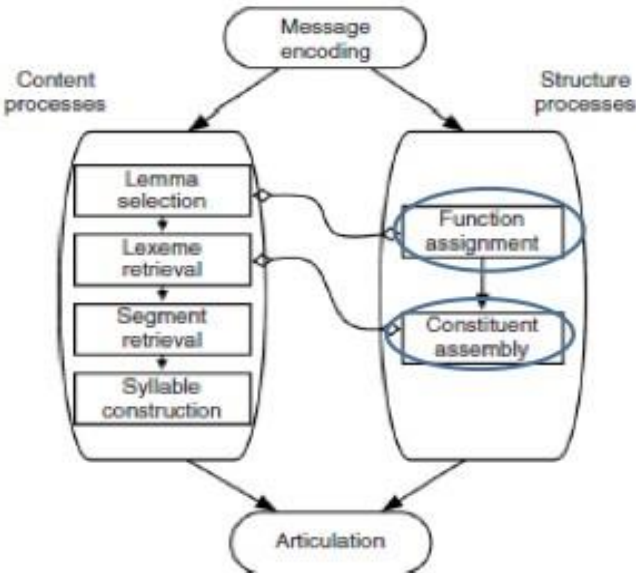 Message
encoding
Content
processes
Structure
processes
Lemma
selection
Lexeme
retrieval
Segment
retrieval
Syllable
construction
Function
assignment
Constituent
assembly
Articulation